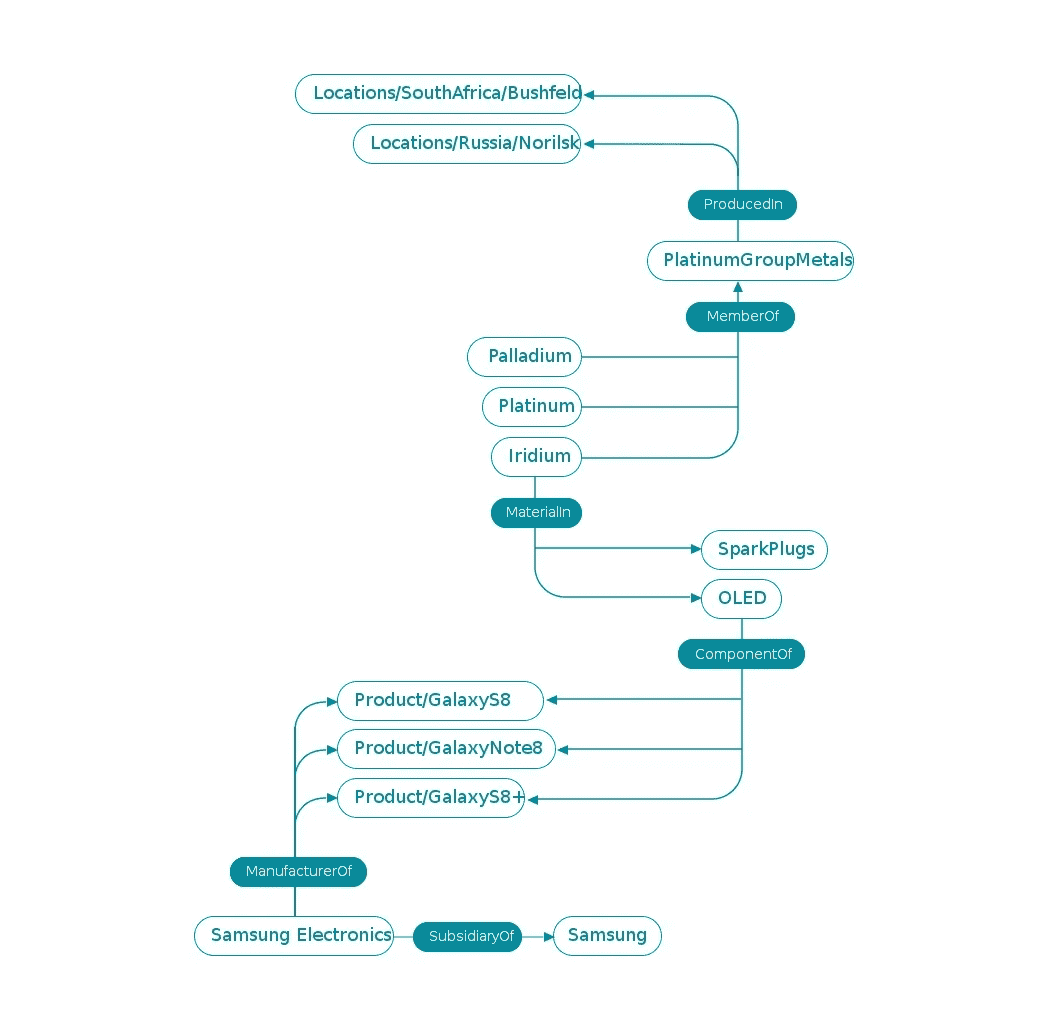 Locations/SouthAfrica/Bushfeld
Locations/Russia/Norilsk
ProducedIn
PlatinumGroupMetals
MemberOf
Palladium
Platinum
Iridium
MaterialIn
SparkPlugs
OLED
ComponentOf
Product/GalaxyS8
Product/GalaxyNote8
Product/GalaxyS8+
ManufacturerOf
Samsung Electronics
SubsidiaryOf
Samsung